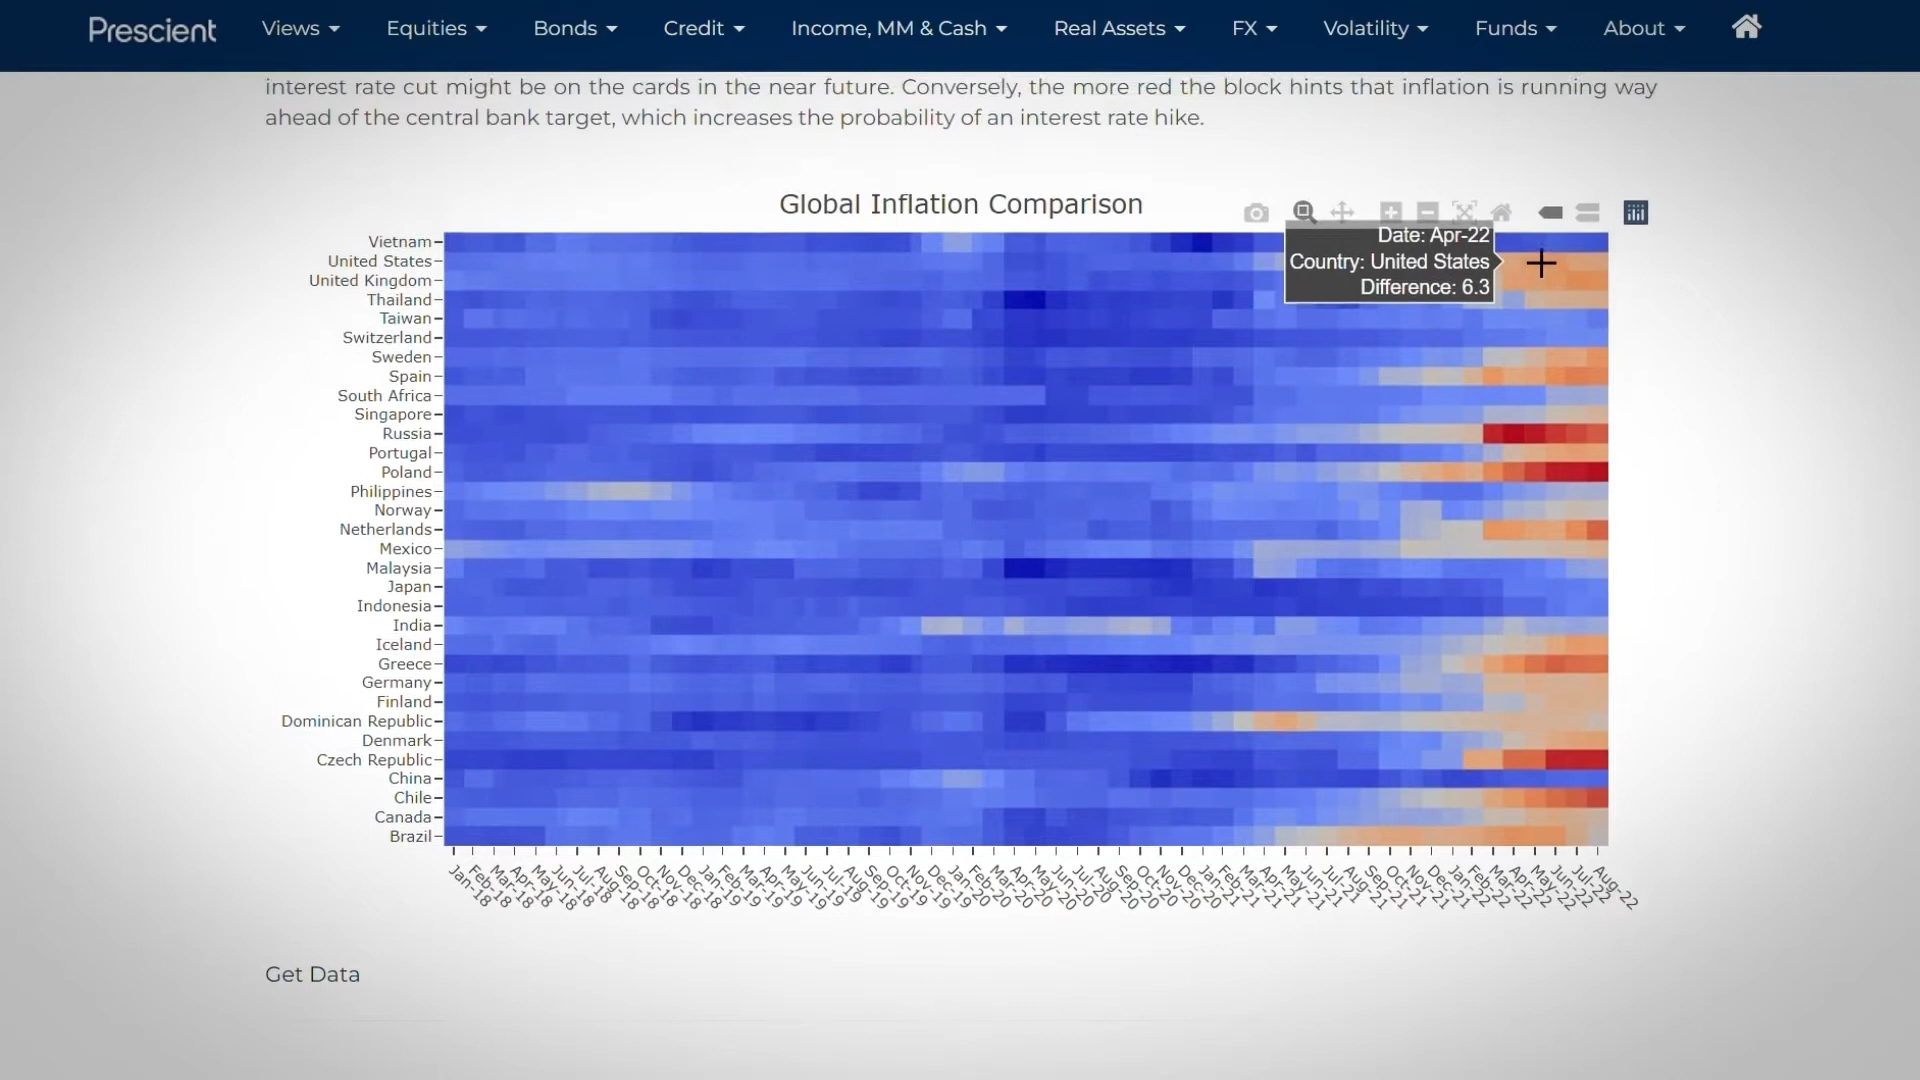 Prescient Views Equities Bonds Credit Income, MM & Cash Real Assets FX Volatility Funds About
interest rate cut might be on the cards in the near future. Conversely, the more red the block hints that inflation is running way
ahead of the central bank target, which increases the probability of an interest rate hike.
Global Inflation Comparison
Date: Apr-22
Country: United States
Difference: 6.3
Vietnam
United States
United Kingdom
Thailand
Taiwan
Switzerland
Sweden
Spain
South Africa
Singapore
Russia
Portugal
Poland
Philippines
Norway
Netherlands
Mexico
Malaysia
Japan
Indonesia
India
Iceland
Greece
Germany
Finland
Dominican Republic
Denmark
Czech Republic
China
Chile
Canada
Brazil
Jan-18
Feb-18
Mar-18
Apr-18
May-18
Jun-18
Jul-18
Aug-18
Sep-18
Oct-18
Nov-18
Dec-18
Jan-19
Feb-19
Mar-19
Apr-19
May-19
Jun-19
Jul-19
Aug-19
Sep-19
Oct-19
Nov-19
Dec-19
Jan-20
Feb-20
Mar-20
Apr-20
May-20
Jun-20
Jul-20
Aug-20
Sep-20
Oct-20
Nov-20
Dec-20
Jan-21
Feb-21
Mar-21
Apr-21
May-21
Jun-21
Jul-21
Aug-21
Sep-21
Oct-21
Nov-21
Dec-21
Jan-22
Feb-22
Mar-22
Apr-22
May-22
Jun-22
Jul-22
Aug-22
Get Data